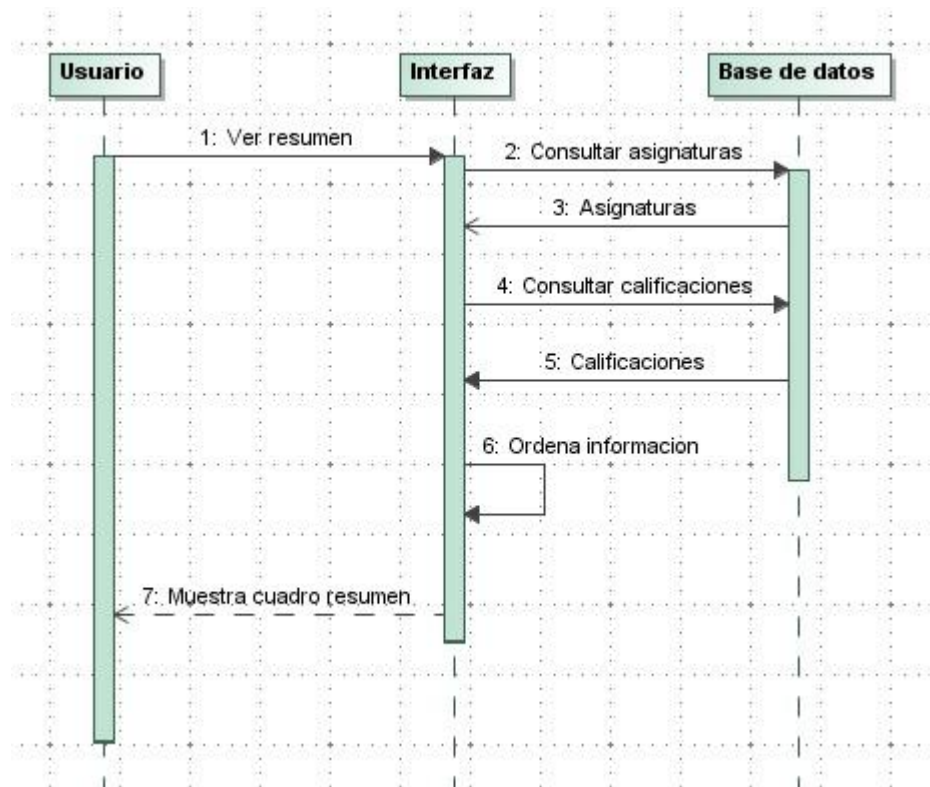 Usuario
Interfaz
Base de datos
1: Ver resumen
2: Consultar asignaturas
3: Asignaturas
4: Consultar calificaciones
5: Calificaciones
6: Ordena informacion
7: Muestra cuadro resumen